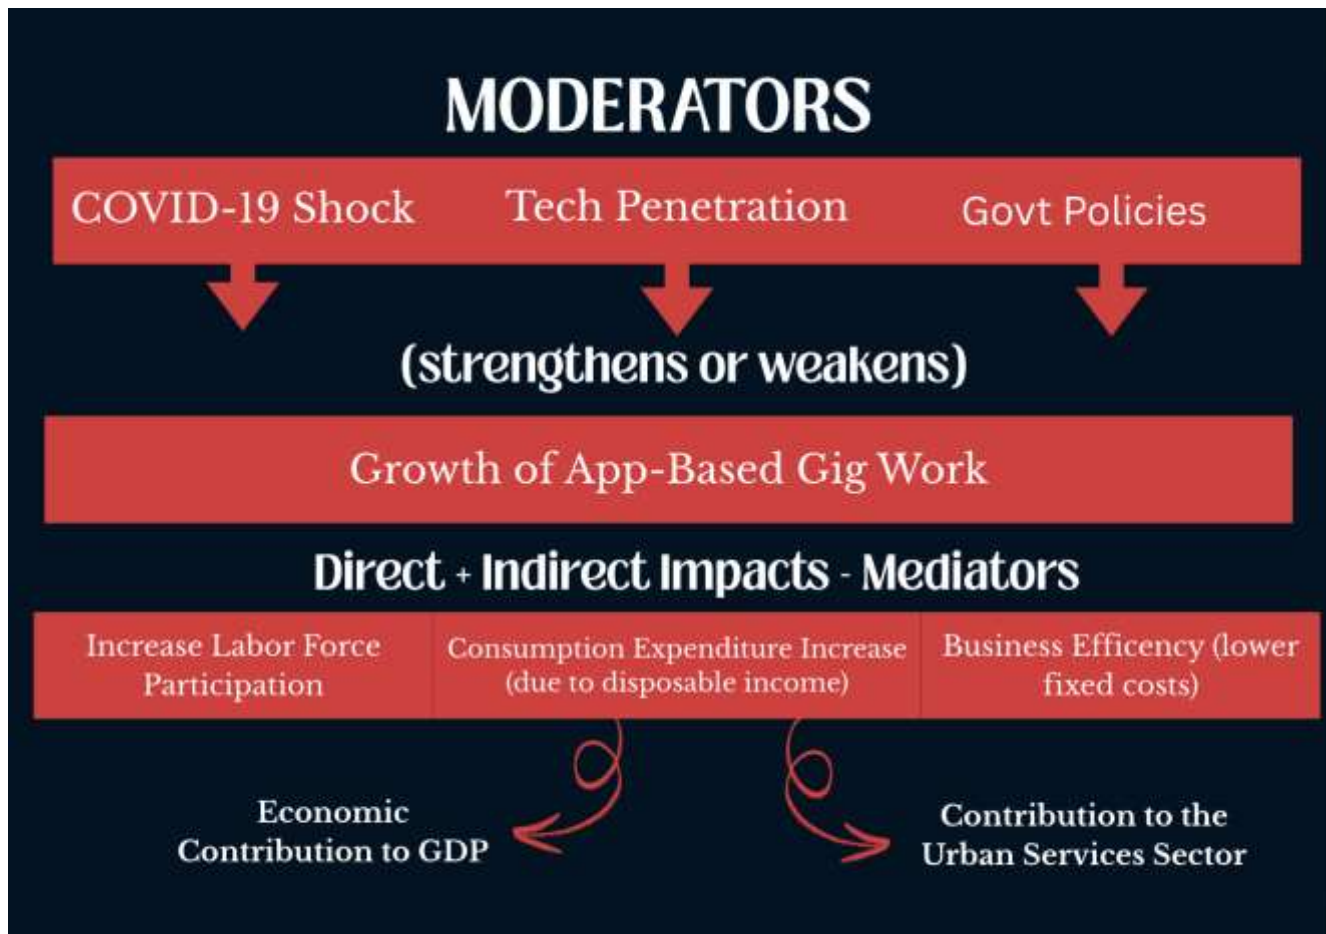 MODERATORS
COVID-19 Shock
Tech Penetration
Govt Policies
(strengthens or weakens)
Growth of App-Based Gig Work
Direct + Indirect Impacts - Mediators
Increase Labor Force
Participation
Consumption Expenditure Increase
(due to disposable income)
Business Efficency (lower
fixed costs)
Economic
Contribution to GDP
Contribution to the
Urban Services Sector